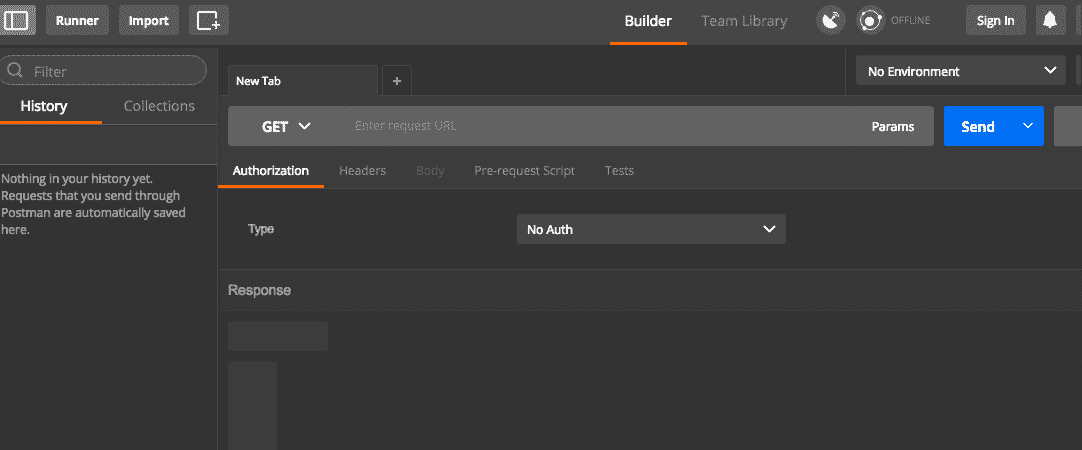 Runner Import Builder Team Library OFFLINE Sign In
Filter
New Tab +
No Environment
History Collections
GET Enter request URL Params Send
Authorization Headers Body Pre-request Script Tests
Nothing in your history yet.
Requests that you send through
Postman are automatically saved
here.
Type No Auth
Response